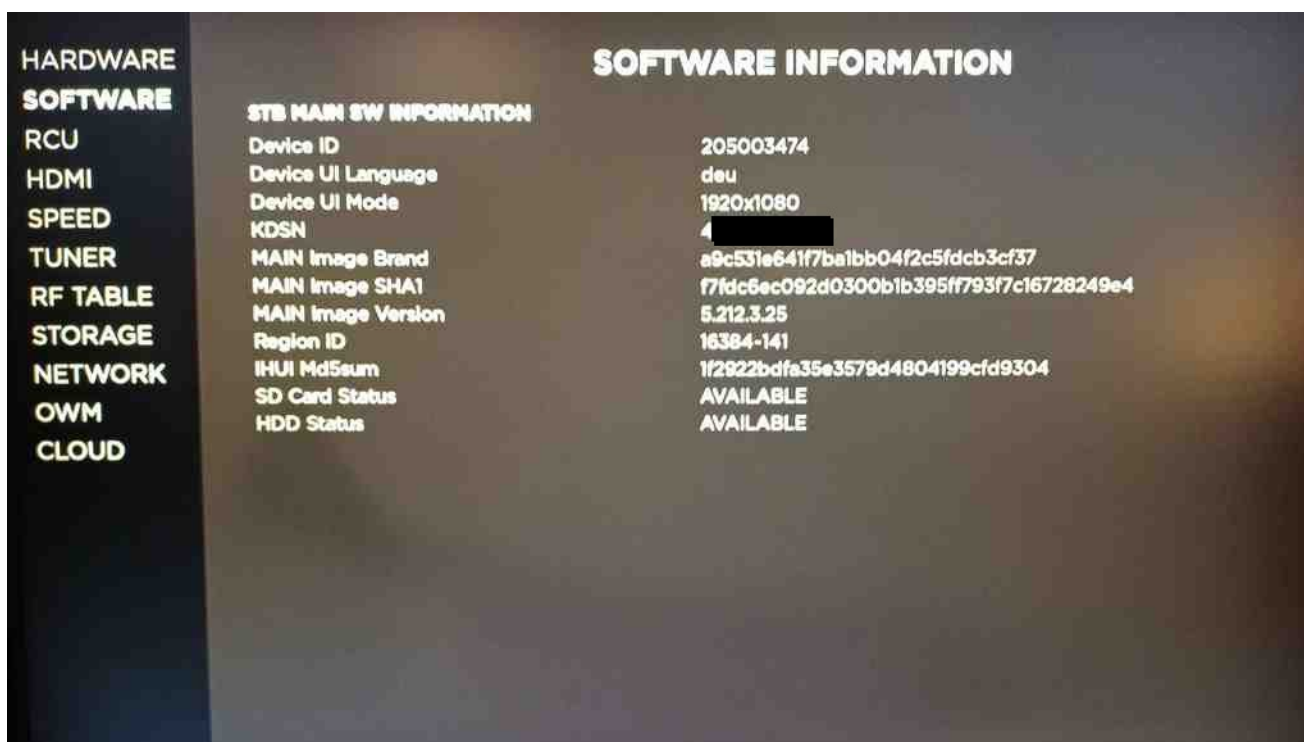 HARDWARE
SOFTWARE
RCU
HDMI
SPEED
TUNER
RF TABLE
STORAGE
NETWORK
OWM
CLOUD
SOFTWARE INFORMATION
STB MAIN SW INFORMATION
Device ID 205003474
Device UI Language deu
Device UI Mode 1920x1080
KDSN 4
MAIN Image Brand a9c531e641f7ba1bb04f2c5fdcb3cf37
MAIN Image SHA1 f7fdc6ec092d0300b1b395ff793f7c16728249e4
MAIN Image Version 5.212.3.25
Region ID 16384-141
IHUI Md5sum 1f2922bdfa35e3579d4804199cfd9304
SD Card Status AVAILABLE
HDD Status AVAILABLE